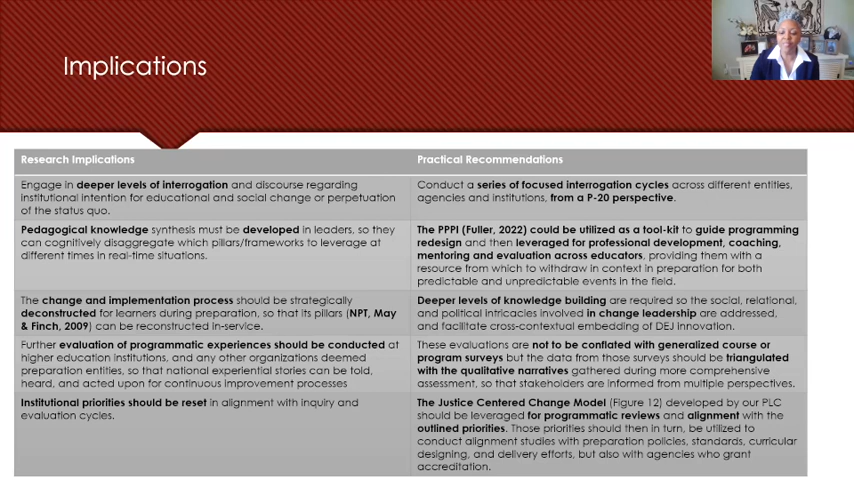 Implications
Research Implications
Practical Recommendations
Engage in deeper levels of interrogation and discourse regarding
institutional intention for educational and social change or perpetuation
of the status quo.
Conduct a series of focused interrogation cycles across different entities,
agencies and institutions, from a P-20 perspective.
Pedagogical knowledge synthesis must be developed in leaders, so they
can cognitively disaggregate which pillars/frameworks to leverage at
different times in real-time situations.
The PPPI (Fuller, 2022) could be utilized as a tool-kit to guide programming
redesign and then leveraged for professional development, coaching,
mentoring and evaluation across educators, providing them with a
resource from which to withdraw in context in preparation for both
predictable and unpredictable events in the field.
The change and implementation process should be strategically
deconstructed for learners during preparation, so that its pillars (NPT, May
& Finch, 2009) can be reconstructed in-service.
Deeper levels of knowledge building are required so the social, relational,
and political intricacies involved in change leadership are addressed,
and facilitate cross-contextual embedding of DEJ innovation.
Further evaluation of programmatic experiences should be conducted at
higher education institutions, and any other organizations deemed
preparation entities, so that national experiential stories can be told,
heard, and acted upon for continuous improvement processes
These evaluations are not to be conflated with generalized course or
program surveys but the data from those surveys should be triangulated
with the qualitative narratives gathered during more comprehensive
assessment, so that stakeholders are informed from multiple perspectives.
Institutional priorities should be reset in alignment with inquiry and
evaluation cycles.
The Justice Centered Change Model (Figure 12) developed by our PLC
should be leveraged for programmatic reviews and alignment with the
outlined priorities. Those priorities should then in turn, be utilized to
conduct alignment studies with preparation policies, standards, curricular
designing, and delivery efforts, but also with agencies who grant
accreditation.